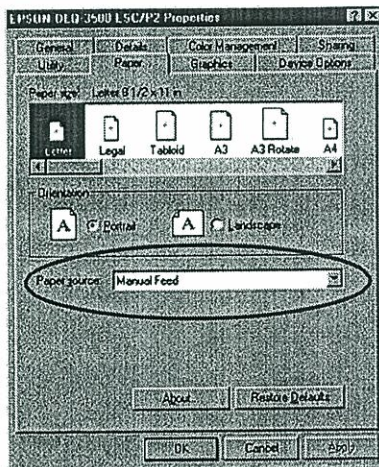 EPSON DLQ-3500 ESC/P2 Properties
General Details Color Management Sharing
Utility Paper Graphics Device Options
Paper size: Letter 8 1/2 x 11 in
Letter Legal Tabloid A3 A3 Rotate A4
Orientation
A Portrait A Landscape
Paper source: Manual Feed
About... Restore Defaults
OK Cancel Apply